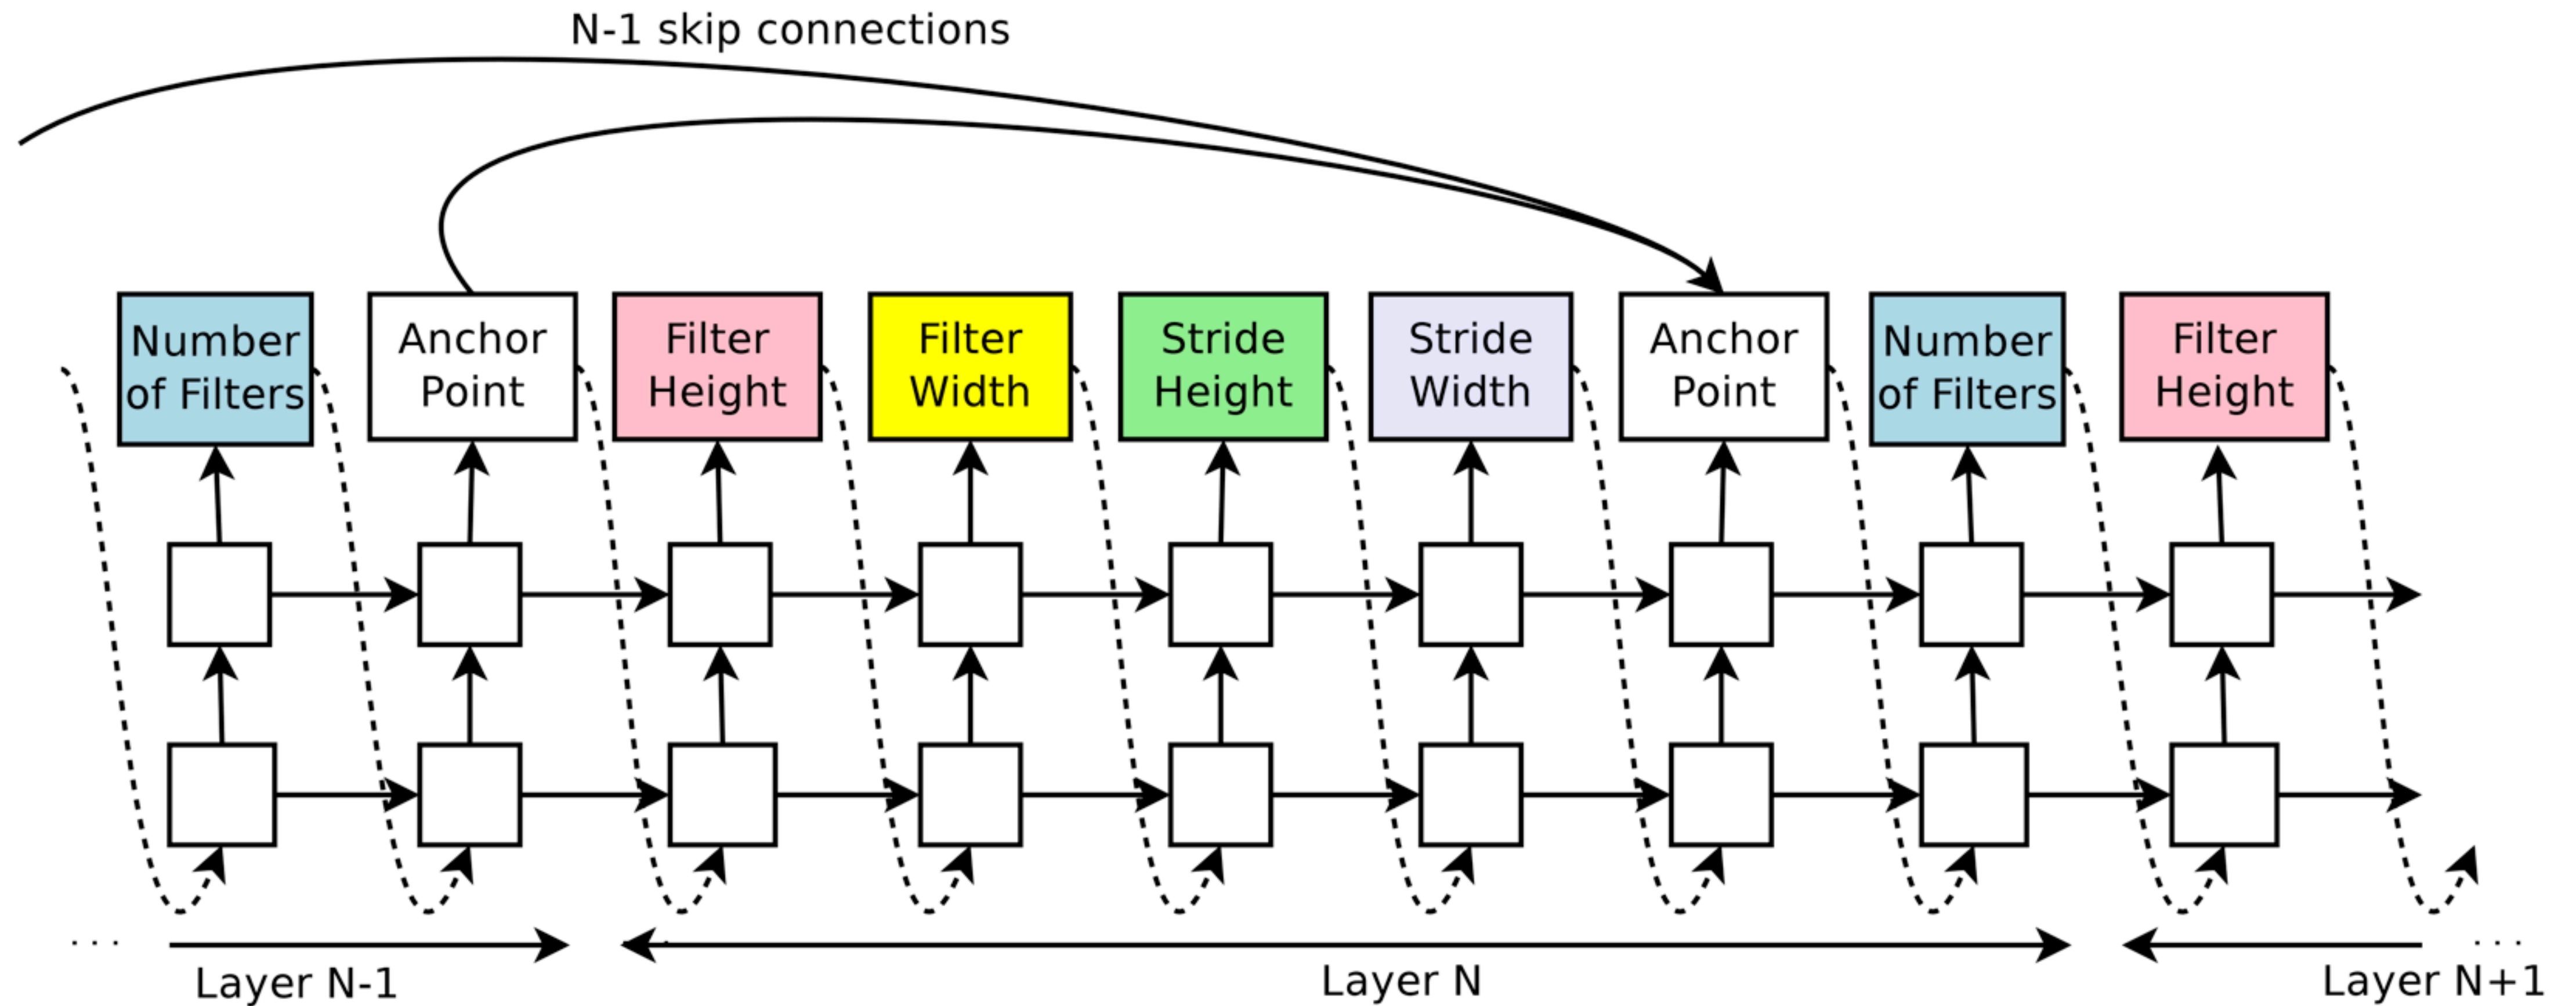 N-1 skip connections
Number
of Filters
Anchor
Point
Filter
Height
Filter
Width
Stride
Height
Stride
Width
Anchor
Point
Number
of Filters
Filter
Height
. . .
Layer N-1
Layer N
Layer N+1
. . .